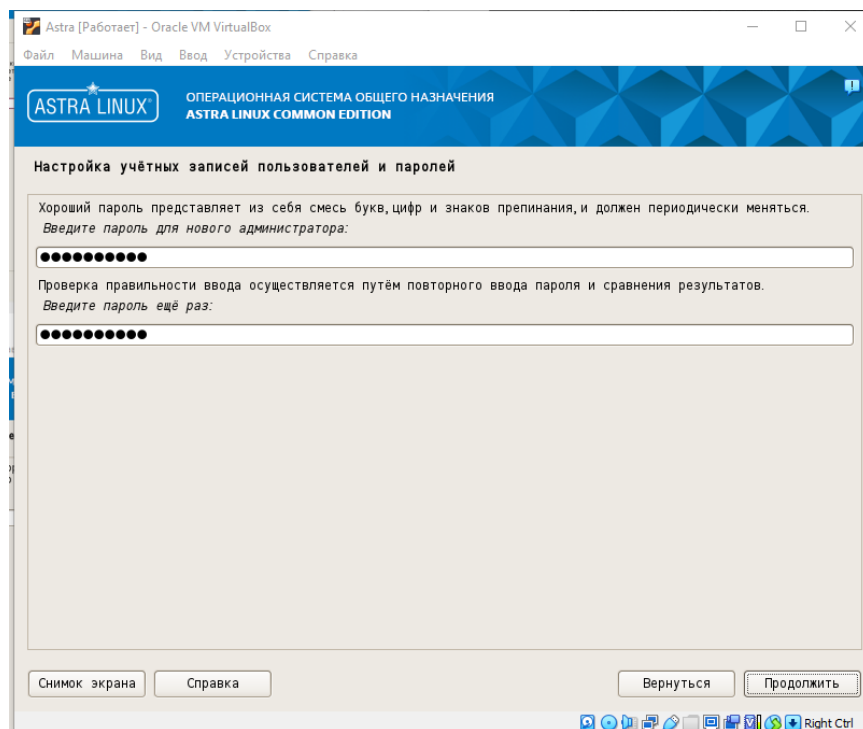 Astra [Работает] - Oracle VM VirtualBox
Файл Машина Вид Ввод Устройства Справка
ASTRA LINUX®
ОПЕРАЦИОННАЯ СИСТЕМА ОБЩЕГО НАЗНАЧЕНИЯ
ASTRA LINUX COMMON EDITION
Настройка учётных записей пользователей и паролей
Хороший пароль представляет из себя смесь букв, цифр и знаков препинания, и должен периодически меняться.
Введите пароль для нового администратора:
●●●●●●●●●●
Проверка правильности ввода осуществляется путём повторного ввода пароля и сравнения результатов.
Введите пароль ещё раз:
●●●●●●●●●●
Снимок экрана Справка Вернуться Продолжить
Right Ctrl